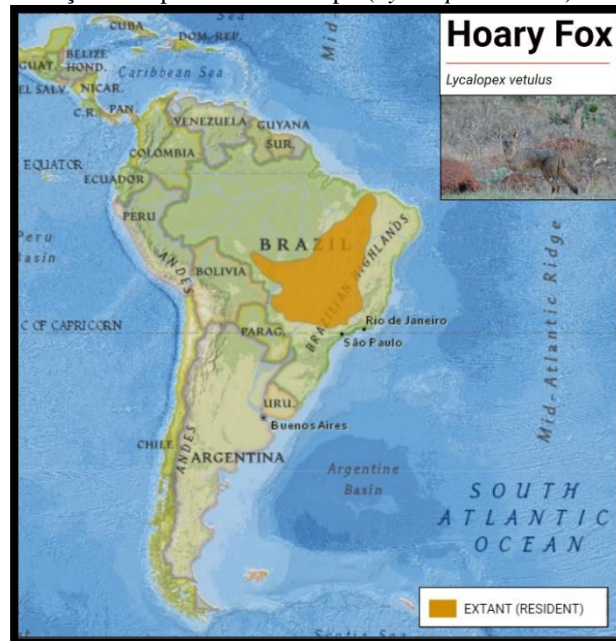 Hoary Fox
Lycalopex vetulus
CUBA
DOM. REP.
Mid
BELIZE
GUAT.
HOND.
Caribbean Sea
EL SALV.
NICAR.
C.R.
PAN.
VENEZUELA
GUYANA
SUR.
COLOMBIA
EQUATOR
ECUADOR
PERU
BRAZIL
Peru
Basin
ANDES
BOLIVIA
BRAZILIAN HIGHLANDS
Mid-Atlantic Ridge
IC OF CAPRICORN
PARAG.
Rio de Janeiro
São Paulo
URU.
Buenos Aires
CHILE
ANDES
ARGENTINA
Argentine
Basin
SOUTH
ATLANTIC
OCEAN
EXTANT (RESIDENT)